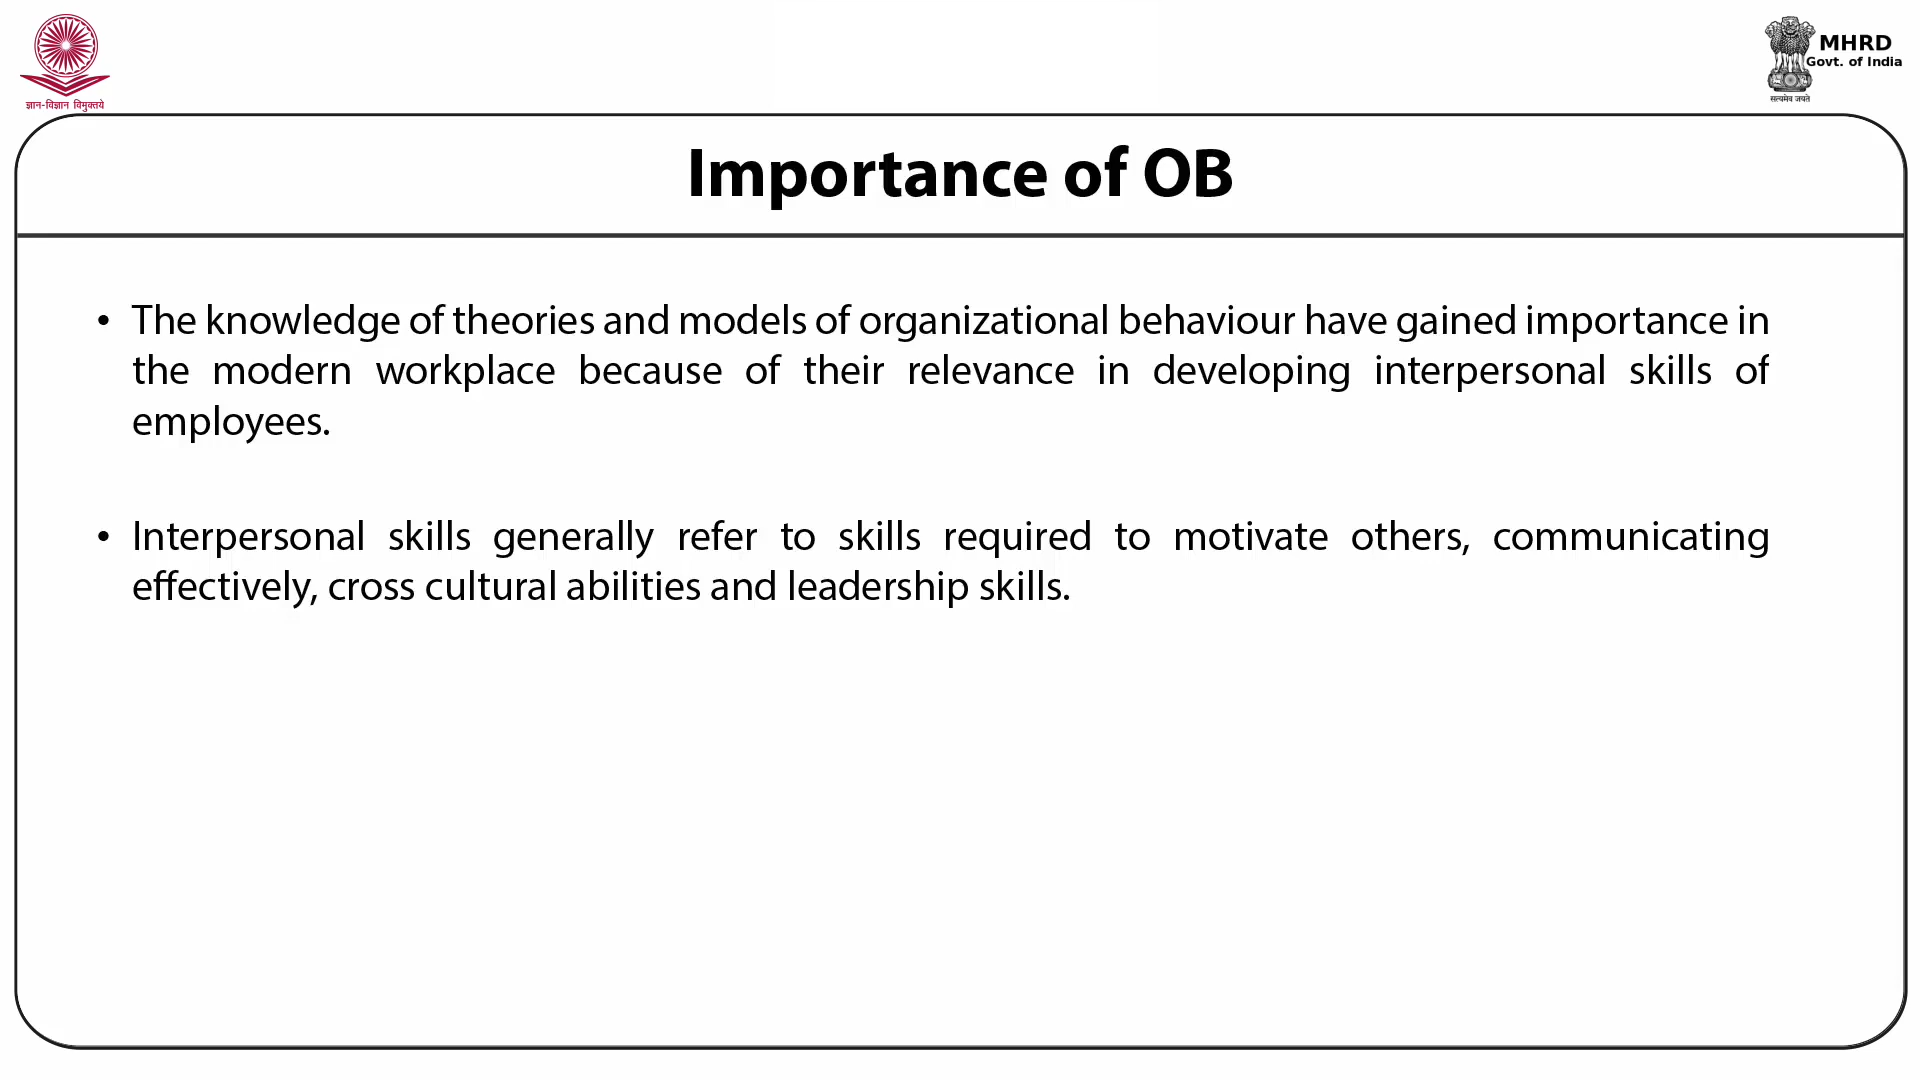 ज्ञान-विज्ञान विमुक्तये
MHRD
Govt. of India
सत्यमेव जयते
Importance of OB
• The knowledge of theories and models of organizational behaviour have gained importance in
the modern workplace because of their relevance in developing interpersonal skills of
employees.
• Interpersonal skills generally refer to skills required to motivate others, communicating
effectively, cross cultural abilities and leadership skills.